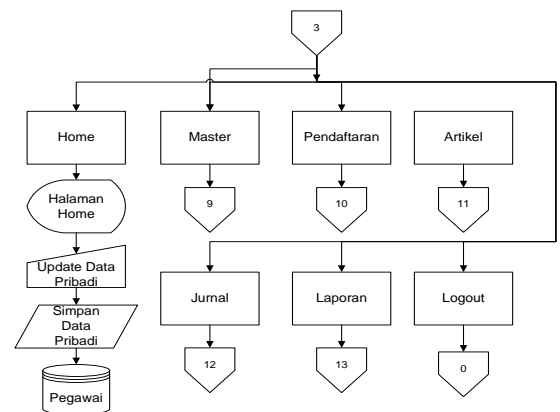 3
Home
Master
Pendaftaran
Artikel
Halaman
Home
9
10
11
Update Data
Pribadi
Simpan
Data
Pribadi
Jurnal
Laporan
Logout
Pegawai
12
13
0